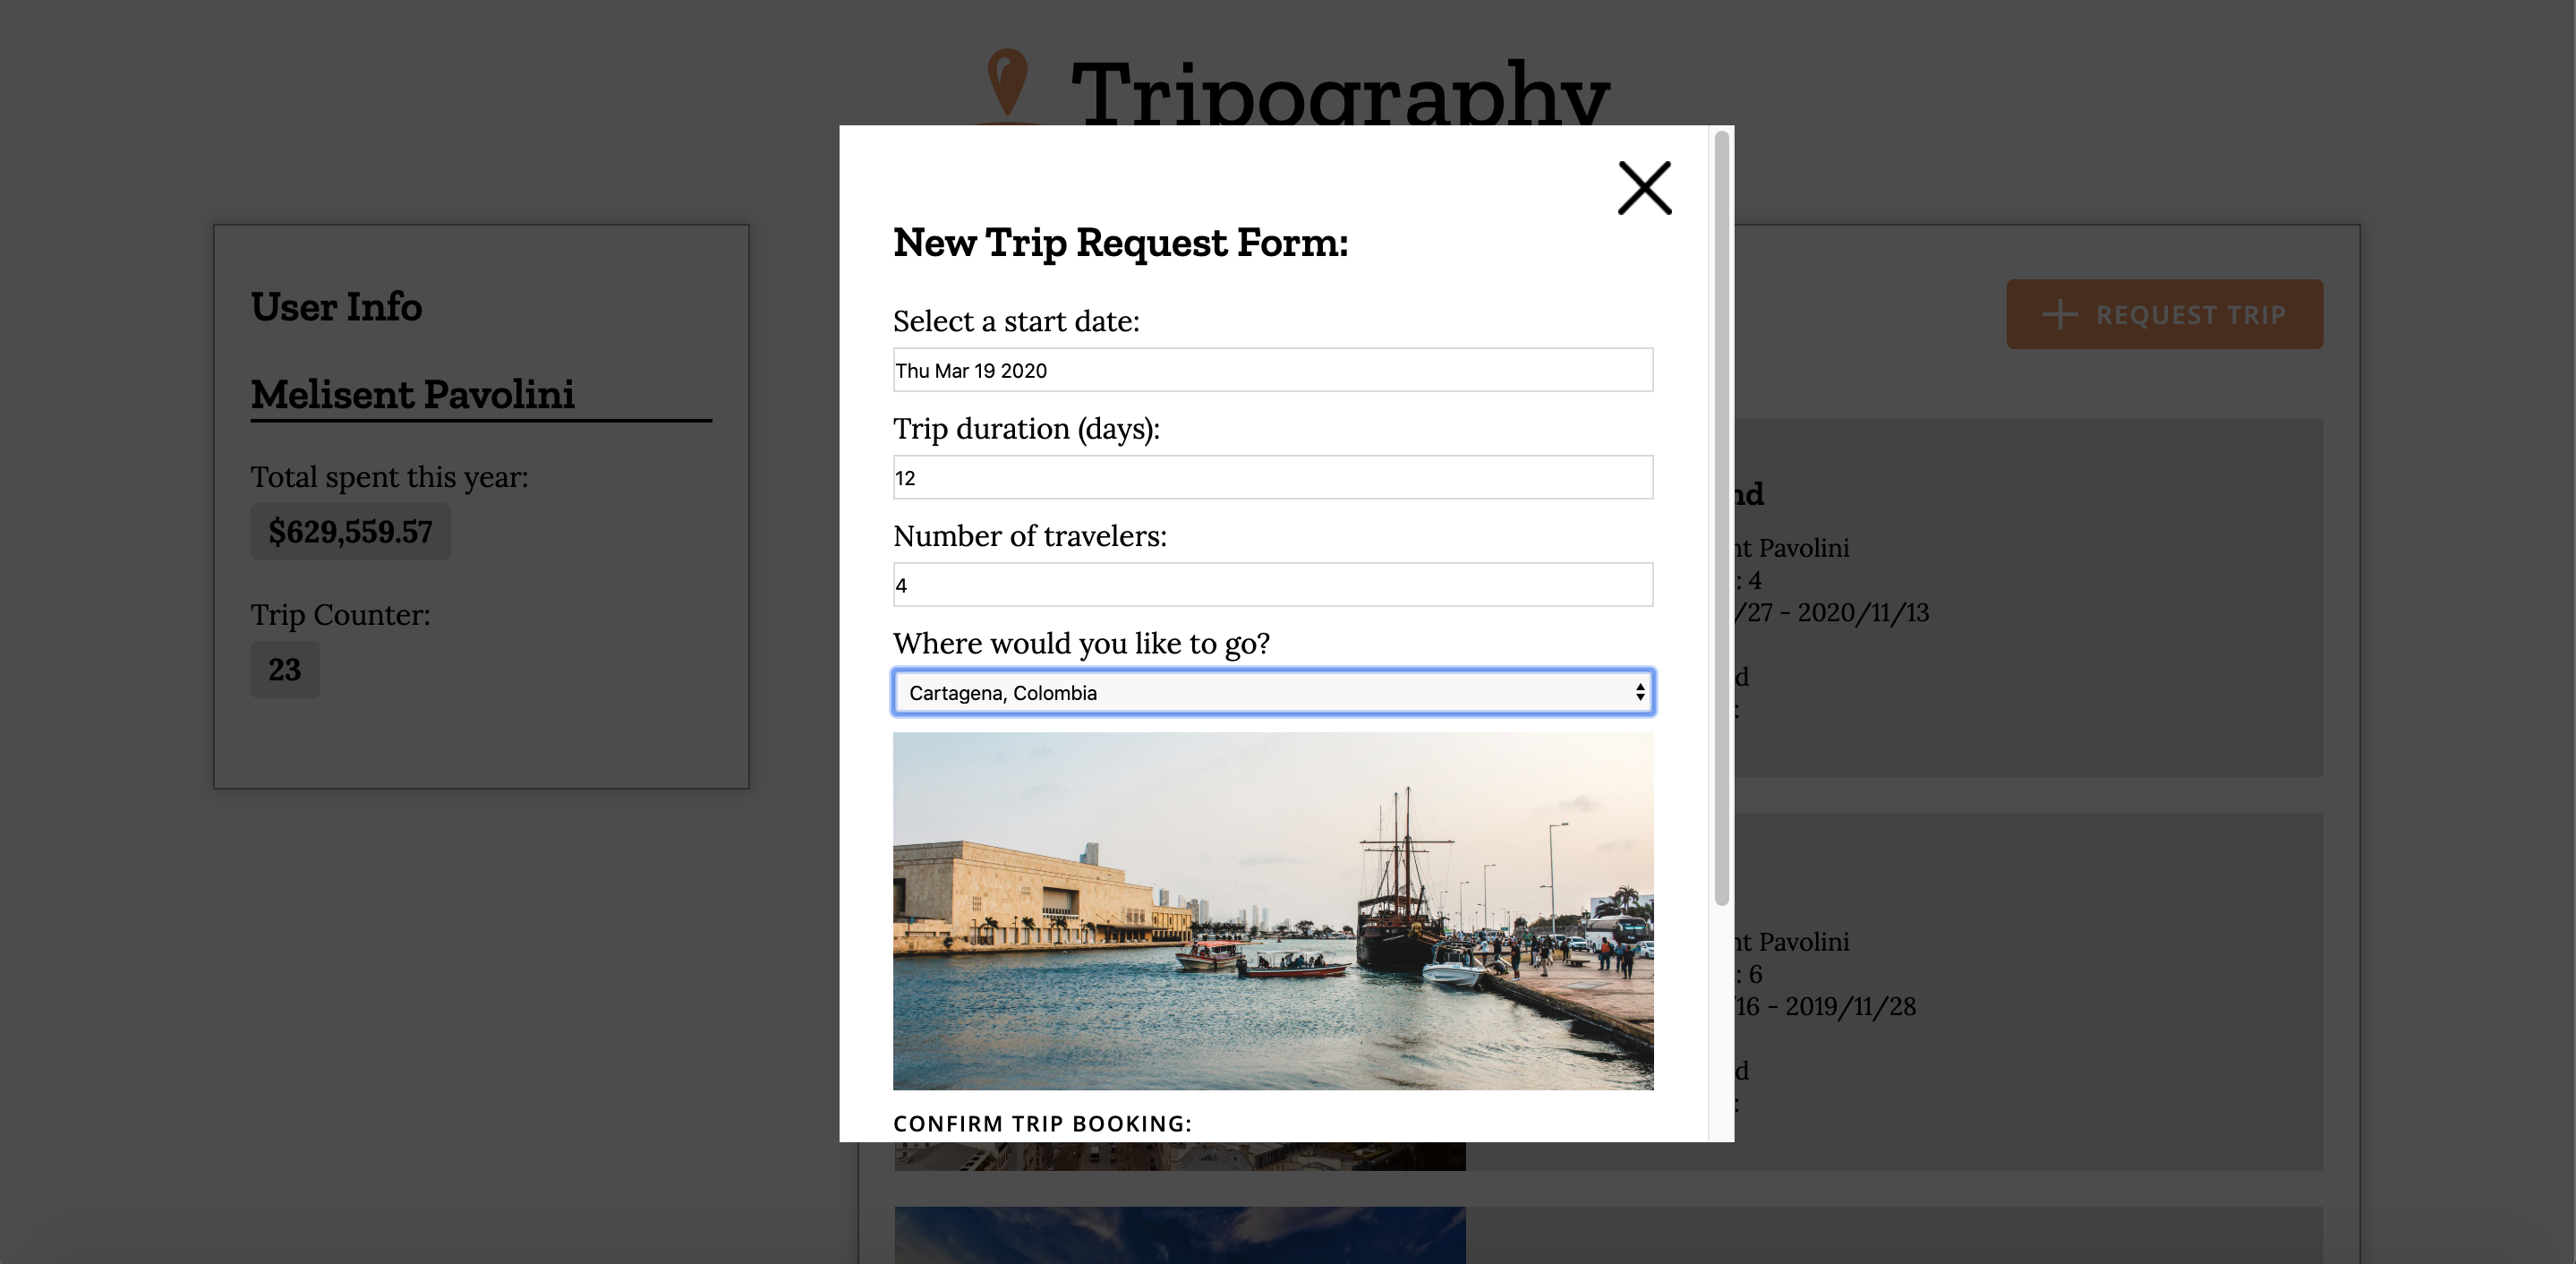 Tripography
User Info
Melisent Pavolini
Total spent this year:
$629,559.57
Trip Counter:
23
New Trip Request Form:
Select a start date:
Thu Mar 19 2020
Trip duration (days):
12
Number of travelers:
4
Where would you like to go?
Cartagena, Colombia
CONFIRM TRIP BOOKING:
REQUEST TRIP
nd
nt Pavolini
: 4
/27 - 2020/11/13
d
:
nt Pavolini
: 6
/16 - 2019/11/28
d
: